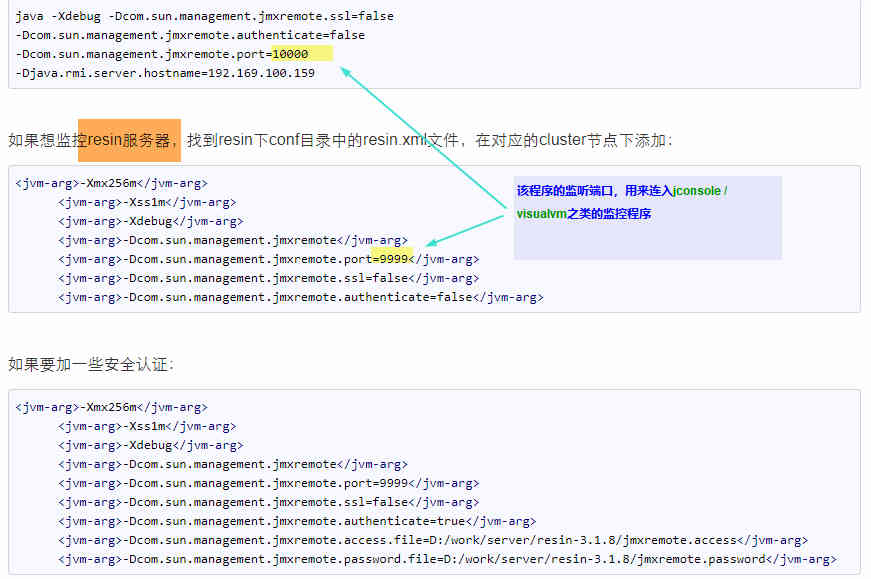 java -Xdebug -Dcom.sun.management.jmxremote.ssl=false
-Dcom.sun.management.jmxremote.authenticate=false
-Dcom.sun.management.jmxremote.port=10000
-Djava.rmi.server.hostname=192.169.100.159
如果想监控resin服务器，找到resin下conf目录中的resin.xml文件，在对应的cluster节点下添加：
<jvm-arg>-Xmx256m</jvm-arg>
<jvm-arg>-Xss1m</jvm-arg>
<jvm-arg>-Xdebug</jvm-arg>
<jvm-arg>-Dcom.sun.management.jmxremote</jvm-arg>
<jvm-arg>-Dcom.sun.management.jmxremote.port=9999</jvm-arg>
<jvm-arg>-Dcom.sun.management.jmxremote.ssl=false</jvm-arg>
<jvm-arg>-Dcom.sun.management.jmxremote.authenticate=false</jvm-arg>
该程序的监听端口，用来连入jconsole /
visualvm之类的监控程序
如果要加一些安全认证：
<jvm-arg>-Xmx256m</jvm-arg>
<jvm-arg>-Xss1m</jvm-arg>
<jvm-arg>-Xdebug</jvm-arg>
<jvm-arg>-Dcom.sun.management.jmxremote</jvm-arg>
<jvm-arg>-Dcom.sun.management.jmxremote.port=9999</jvm-arg>
<jvm-arg>-Dcom.sun.management.jmxremote.ssl=false</jvm-arg>
<jvm-arg>-Dcom.sun.management.jmxremote.authenticate=true</jvm-arg>
<jvm-arg>-Dcom.sun.management.jmxremote.access.file=D:/work/server/resin-3.1.8/jmxremote.access</jvm-arg>
<jvm-arg>-Dcom.sun.management.jmxremote.password.file=D:/work/server/resin-3.1.8/jmxremote.password</jvm-arg>